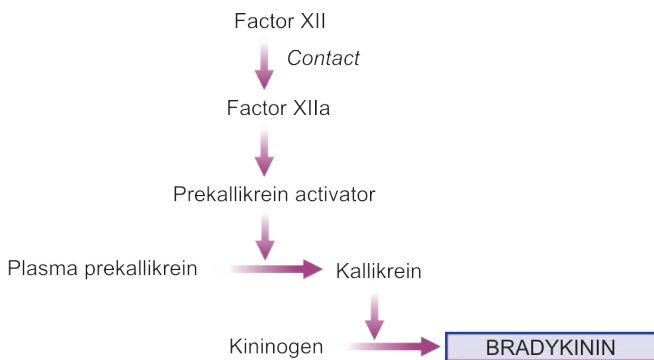 Factor XII
Contact
Factor XIIa
Prekallikrein activator
Plasma prekallikrein
Kallikrein
Kininogen
BRADYKININ